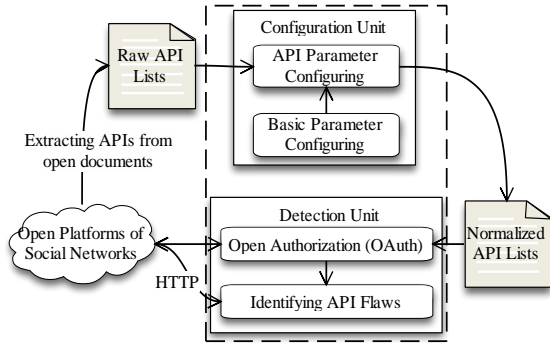 Configuration Unit
Raw API
Lists
API Parameter
Configuring
Basic Parameter
Configuring
Extracting APIs from
open documents
Detection Unit
Open Platforms of
Social Networks
Open Authorization (OAuth)
Normalized
API Lists
HTTP
Identifying API Flaws